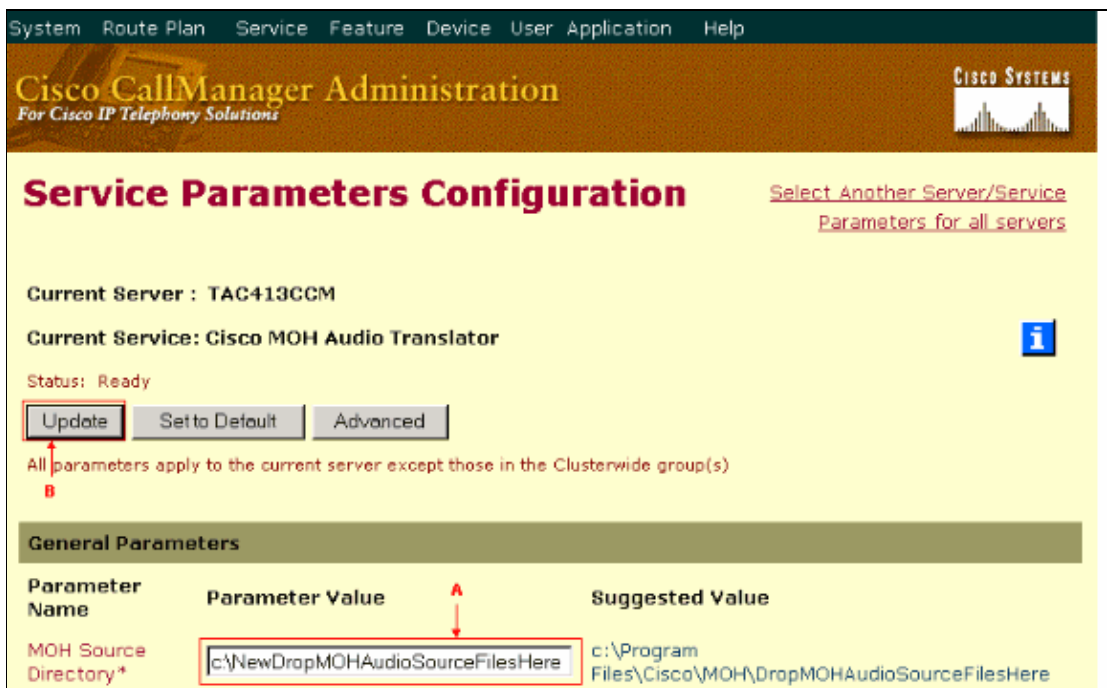 System Route Plan Service Feature Device User Application Help
Cisco CallManager Administration
For Cisco IP Telephony Solutions
CISCO SYSTEMS
Service Parameters Configuration
Select Another Server/Service
Parameters for all servers
Current Server : TAC413CCM
Current Service: Cisco MOH Audio Translator
i
Status: Ready
Update Set to Default Advanced
All parameters apply to the current server except those in the Clusterwide group(s)
B
General Parameters
Parameter Name Parameter Value A Suggested Value
MOH Source Directory* c:\NewDropMOHAudioSourceFilesHere c:\Program
Files\Cisco\MOH\DropMOHAudioSourceFilesHere